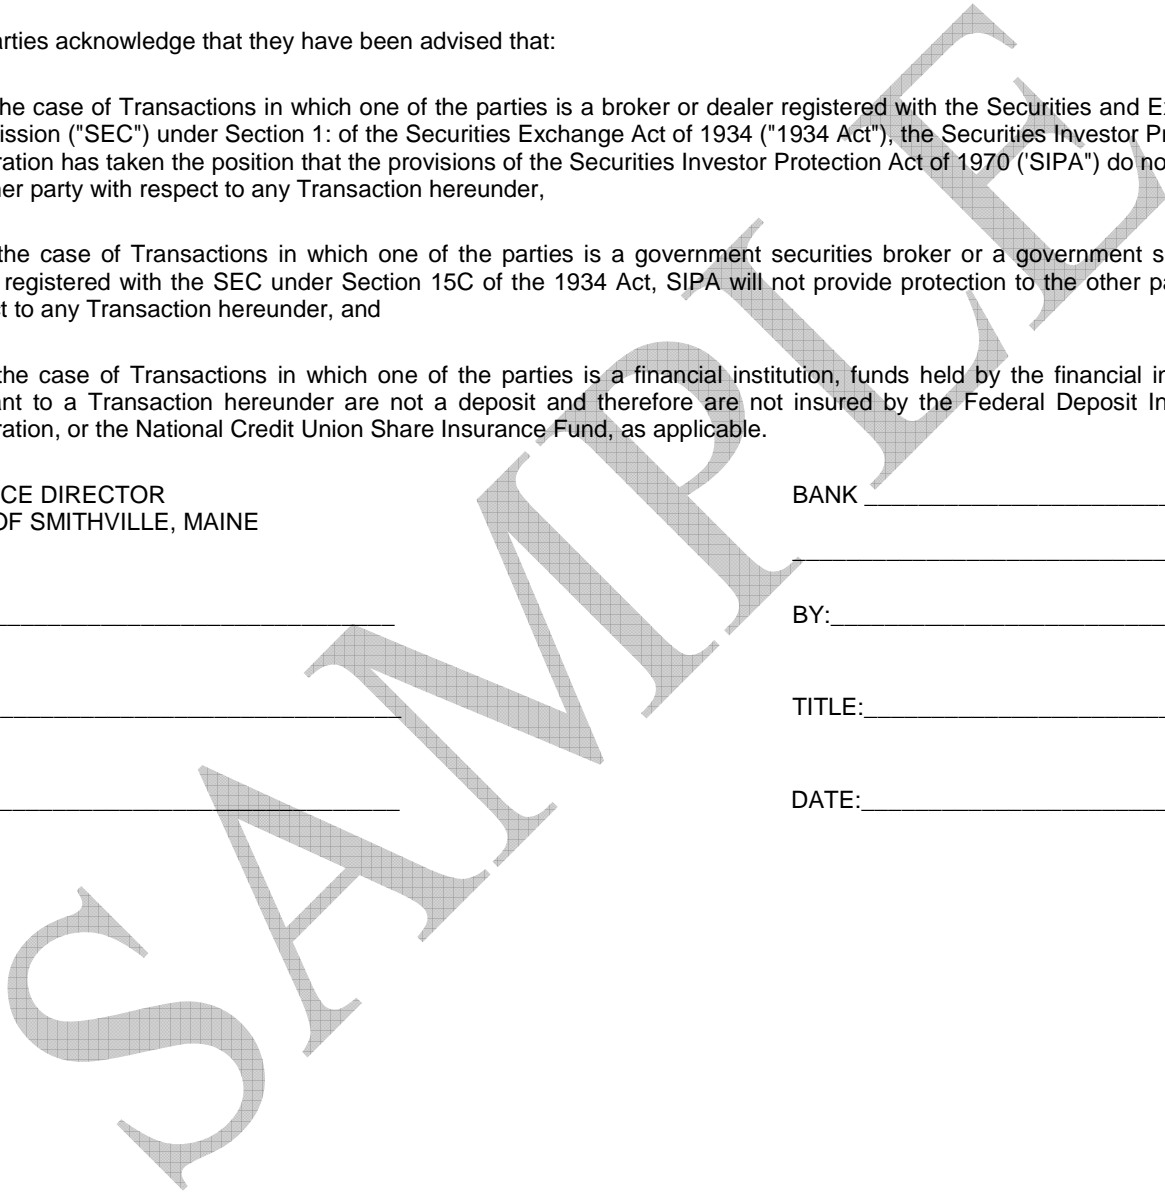 arties acknowledge that they have been advised that:
he case of Transactions in which one of the parties is a broker or dealer registered with the Securities and Ex
ission ("SEC") under Section 1: of the Securities Exchange Act of 1934 ("1934 Act"), the Securities Investor Pr
ration has taken the position that the provisions of the Securities Investor Protection Act of 1970 ('SIPA") do no
er party with respect to any Transaction hereunder,
the case of Transactions in which one of the parties is a government securities broker or a government s
registered with the SEC under Section 15C of the 1934 Act, SIPA will not provide protection to the other pa
t to any Transaction hereunder, and
the case of Transactions in which one of the parties is a financial institution, funds held by the financial in
ant to a Transaction hereunder are not a deposit and therefore are not insured by the Federal Deposit In
ration, or the National Credit Union Share Insurance Fund, as applicable.
CE DIRECTOR
OF SMITHVILLE, MAINE
BANK
BY:
TITLE:
DATE:
SAMPLE